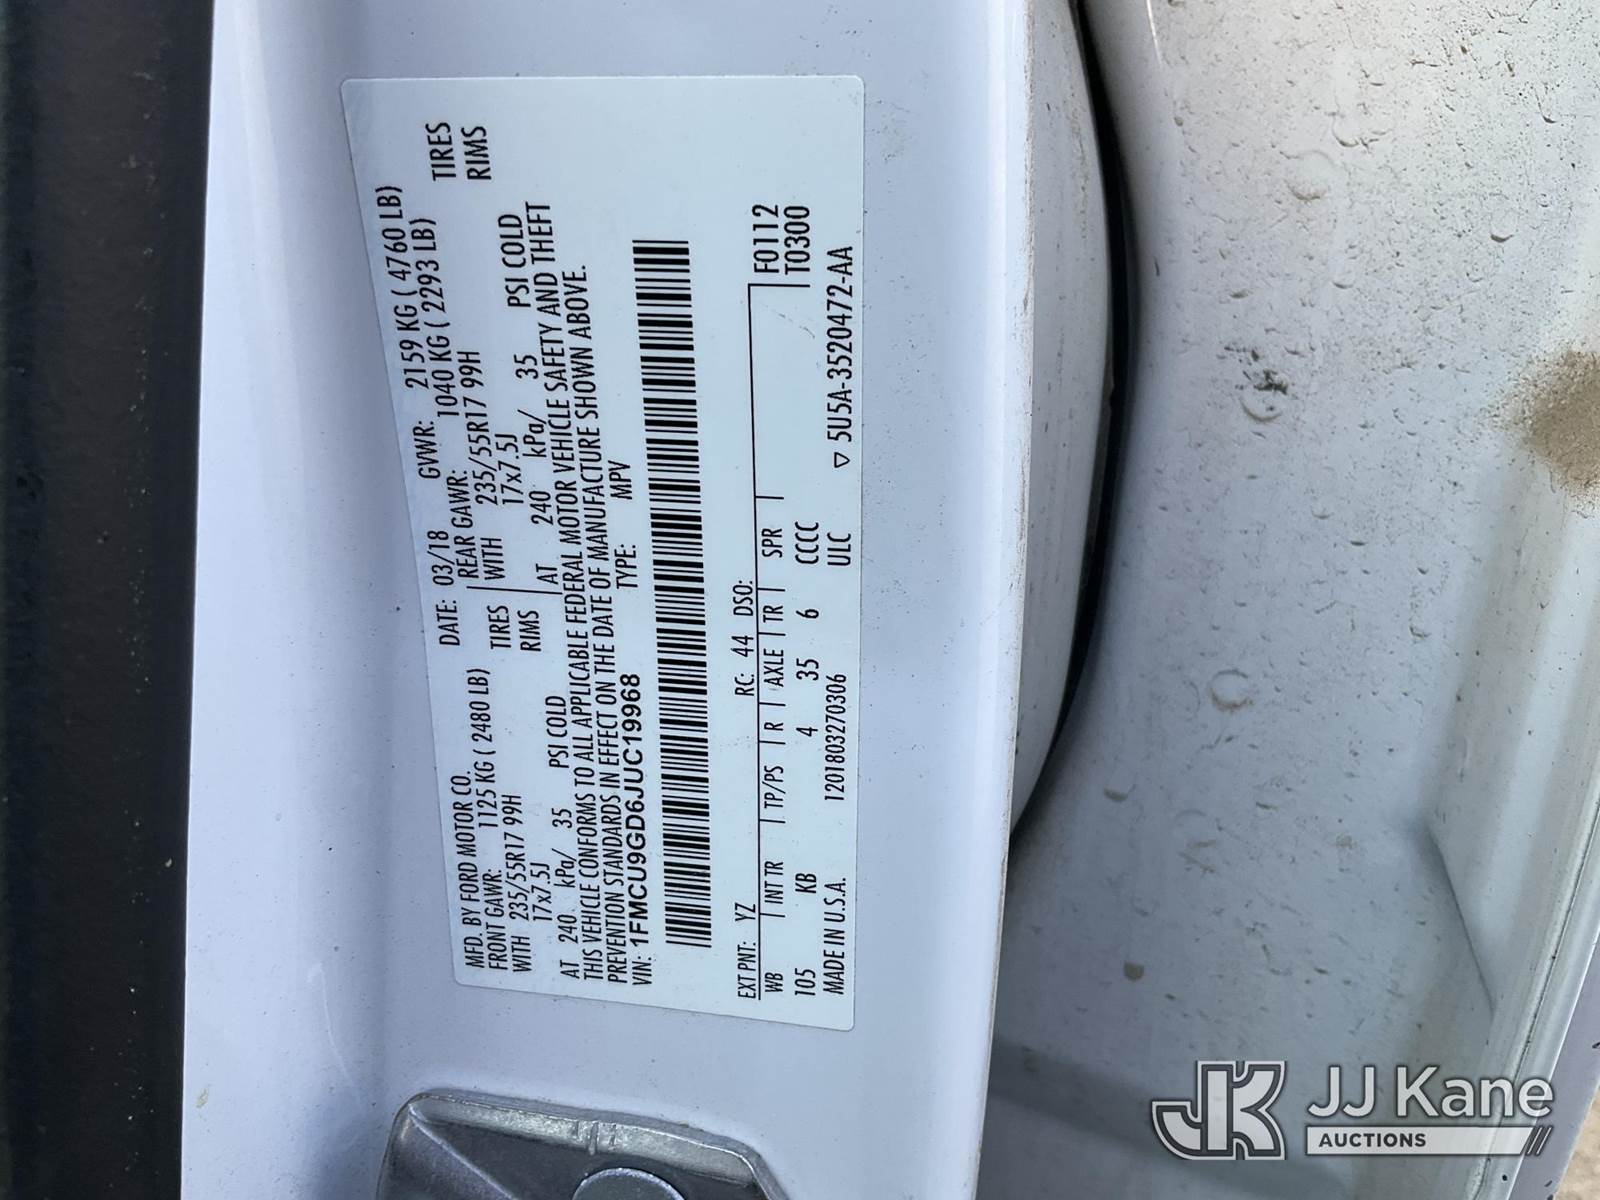 MFD. BY FORD MOTOR CO.
DATE: 03/18 GVWR: 2159 KG ( 4760 LB)
FRONT GAWR: 1125 KG ( 2480 LB) REAR GAWR: 1040 KG ( 2293 LB)
WITH 235/55R17 99H TIRES WITH 235/55R17 99H TIRES
17x7.5J RIMS 17x7.5J RIMS
AT 240 kPa/ 35 PSI COLD AT 240 kPa/ 35 PSI COLD
THIS VEHICLE CONFORMS TO ALL APPLICABLE FEDERAL MOTOR VEHICLE SAFETY AND THEFT
PREVENTION STANDARDS IN EFFECT ON THE DATE OF MANUFACTURE SHOWN ABOVE.
VIN: 1FMCU9GD6JUC19968 TYPE: MPV
EXT PNT: YZ RC: 44 DSO:
WB INT TR TP/PS R AXLE TR SPR F0112
105 KB 4 35 6 CCCC T0300
MADE IN U.S.A. 120180327030​6 ULC ▽ 5U5A-3520472-AA
JK JJ Kane
AUCTIONS